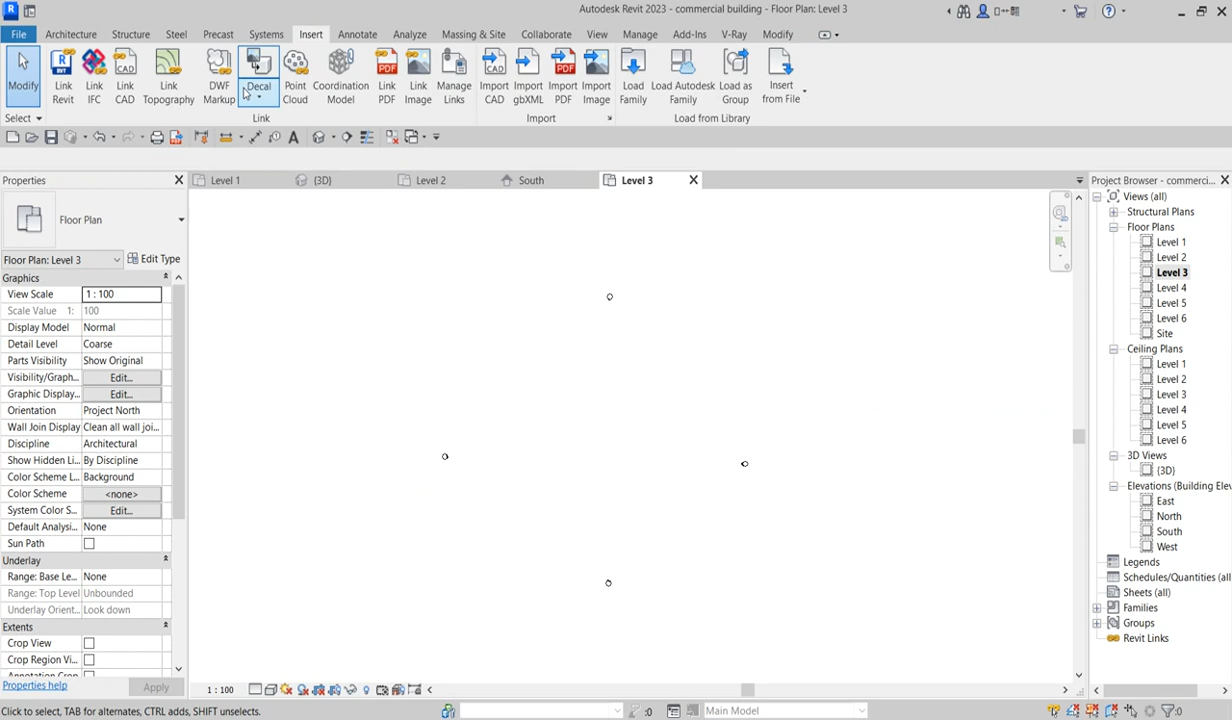 Autodesk Revit 2023 - commercial building - Floor Plan: Level 3
File Architecture Structure Steel Precast Systems Insert Annotate Analyze Massing & Site Collaborate View Manage Add-Ins V-Ray Modify
Modify
Link Revit
Link IFC
Link CAD
Link Topography
DWF Markup
Decal
Point Cloud
Coordination Model
Link PDF
Link Image
Manage Links
Import CAD
Import gbXML
Import PDF
Import Image
Load Family
Load Autodesk Family
Load as Group
Insert from File
Select Link Import Load from Library
Properties
Level 1 {3D} Level 2 South Level 3
Floor Plan
Floor Plan: Level 3 Edit Type
Graphics
View Scale 1 : 100
Scale Value 1: 100
Display Model Normal
Detail Level Coarse
Parts Visibility Show Original
Visibility/Graph... Edit...
Graphic Display... Edit...
Orientation Project North
Wall Join Display Clean all wall joi...
Discipline Architectural
Show Hidden Li... By Discipline
Color Scheme L... Background
Color Scheme <none>
System Color S... Edit...
Default Analysi... None
Sun Path
Underlay
Range: Base Le... None
Range: Top Level Unbounded
Underlay Orient... Look down
Extents
Crop View
Crop Region Vi...
Annotation Crop
Properties help Apply
1 : 100
Project Browser - commerci...
Views (all)
Structural Plans
Floor Plans
Level 1
Level 2
Level 3
Level 4
Level 5
Level 6
Site
Ceiling Plans
Level 1
Level 2
Level 3
Level 4
Level 5
Level 6
3D Views
{3D}
Elevations (Building Elev
East
North
South
West
Legends
Schedules/Quantities (all
Sheets (all)
Families
Groups
Revit Links
Click to select, TAB for alternates, CTRL adds, SHIFT unselects. :0 Main Model :0